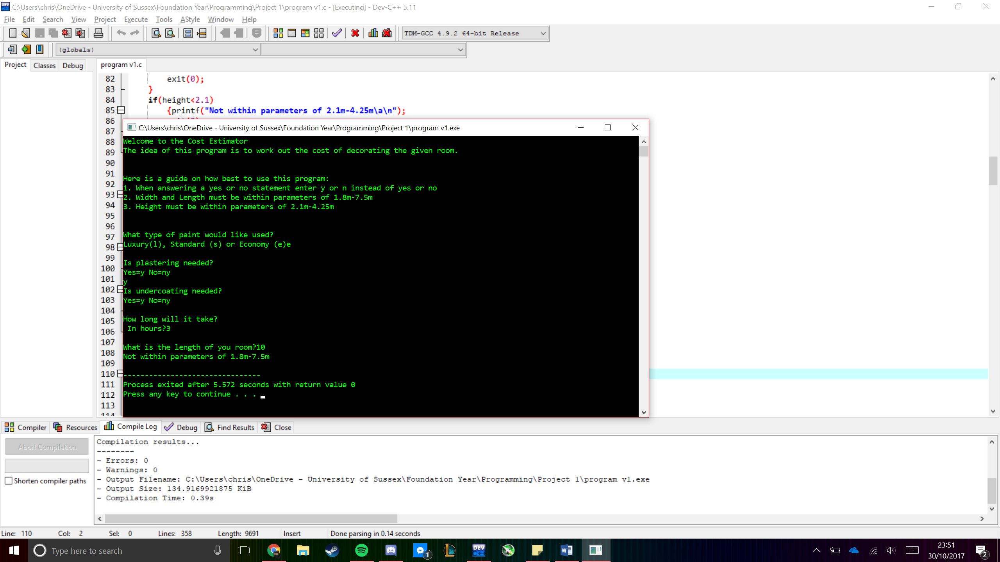 C:\Users\chris\OneDrive - University of Sussex\Foundation Year\Programming\Project 1\program v1.c - [Executing] - Dev-C++ 5.11
File Edit Search View Project Execute Tools AStyle Window Help
TDM-GCC 4.9.2 64-bit Release
(globals)
Project Classes Debug program v1.c
82 exit(0);
83 }
84 if(height<2.1)
85 {printf("Not within parameters of 2.1m-4.25m\a\n");
86
87
88
89
90
91
92
93
94
95
96
97
98
99
100
101
102
103
104
105
106
107
108
109
110
111
112
113
114
C:\Users\chris\OneDrive - University of Sussex\Foundation Year\Programming\Project 1\program v1.exe
Welcome to the Cost Estimator
The idea of this program is to work out the cost of decorating the given room.
Here is a guide on how best to use this program:
1. When answering a yes or no statement enter y or n instead of yes or no
2. Width and Length must be within parameters of 1.8m-7.5m
3. Height must be within parameters of 2.1m-4.25m
What type of paint would like used?
Luxury(l), Standard (s) or Economy (e)e
Is plastering needed?
Yes=y No=ny
y
Is undercoating needed?
Yes=y No=ny
How long will it take?
In hours?3
What is the length of you room?10
Not within parameters of 1.8m-7.5m
--------------------------------
Process exited after 5.572 seconds with return value 0
Press any key to continue . . .
Compiler Resources Compile Log Debug Find Results Close
Abort Compilation
Shorten compiler paths
Compilation results...
--------
- Errors: 0
- Warnings: 0
- Output Filename: C:\Users\chris\OneDrive - University of Sussex\Foundation Year\Programming\Project 1\program v1.exe
- Output Size: 134.9169921875 KiB
- Compilation Time: 0.39s
Line: 110 Col: 2 Sel: 0 Lines: 358 Length: 9691 Insert Done parsing in 0.14 seconds
Type here to search
DEV C++
1
23:51
30/10/2017
2